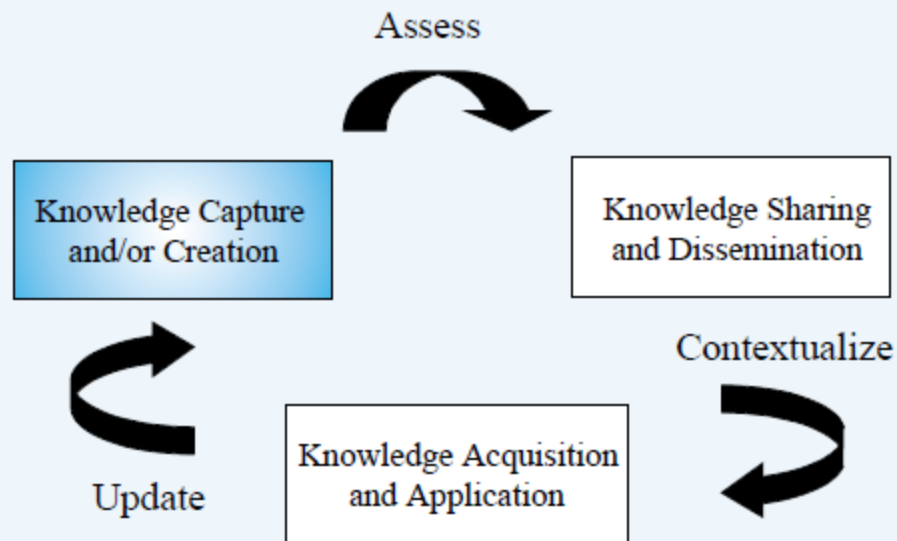 Assess
Knowledge Capture
and/or Creation
Knowledge Sharing
and Dissemination
Contextualize
Knowledge Acquisition
and Application
Update